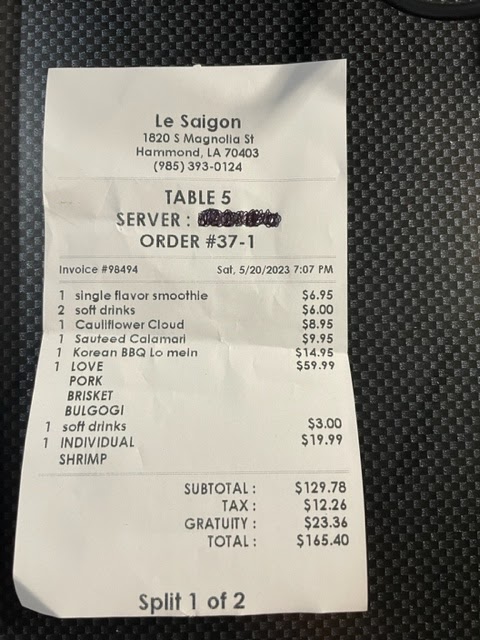 Le Saigon
1820 S Magnolia St
Hammond, LA 70403
(985) 393-0124
TABLE 5
SERVER :
ORDER #37-1
Invoice #98494 Sat, 5/20/2023 7:07 PM
1 single flavor smoothie $6.95
2 soft drinks $6.00
1 Cauliflower Cloud $8.95
1 Sauteed Calamari $9.95
1 Korean BBQ Lo mein $14.95
1 LOVE $59.99
PORK
BRISKET
BULGOGI
1 soft drinks $3.00
1 INDIVIDUAL $19.99
SHRIMP
SUBTOTAL : $129.78
TAX : $12.26
GRATUITY : $23.36
TOTAL : $165.40
Split 1 of 2